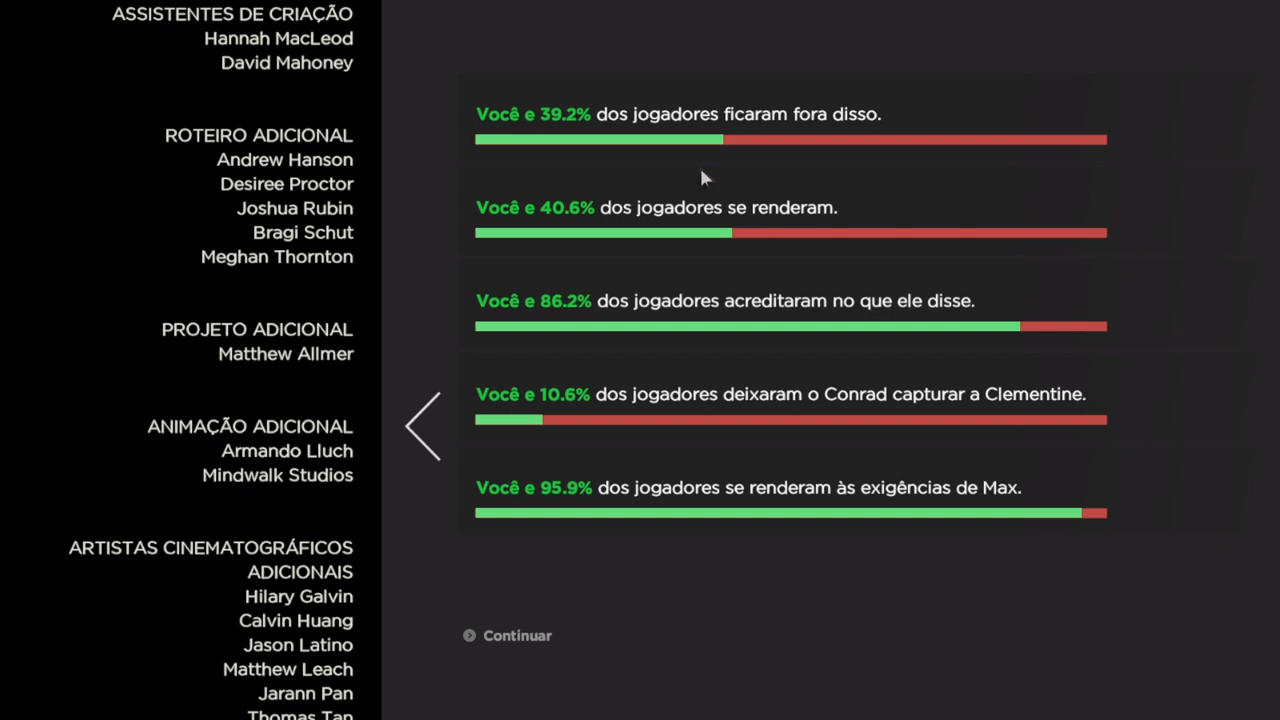 ASSISTENTES DE CRIAÇÃO
Hannah MacLeod
David Mahoney
ROTEIRO ADICIONAL
Andrew Hanson
Desiree Proctor
Joshua Rubin
Bragi Schut
Meghan Thornton
PROJETO ADICIONAL
Matthew Allmer
ANIMAÇÃO ADICIONAL
Armando Lluch
Mindwalk Studios
ARTISTAS CINEMATOGRÁFICOS
ADICIONAIS
Hilary Galvin
Calvin Huang
Jason Latino
Matthew Leach
Jarann Pan
Thomas Tan
Você e 39.2% dos jogadores ficaram fora disso.
Você e 40.6% dos jogadores se renderam.
Você e 86.2% dos jogadores acreditaram no que ele disse.
Você e 10.6% dos jogadores deixaram o Conrad capturar a Clementine.
Você e 95.9% dos jogadores se renderam às exigências de Max.
Continuar